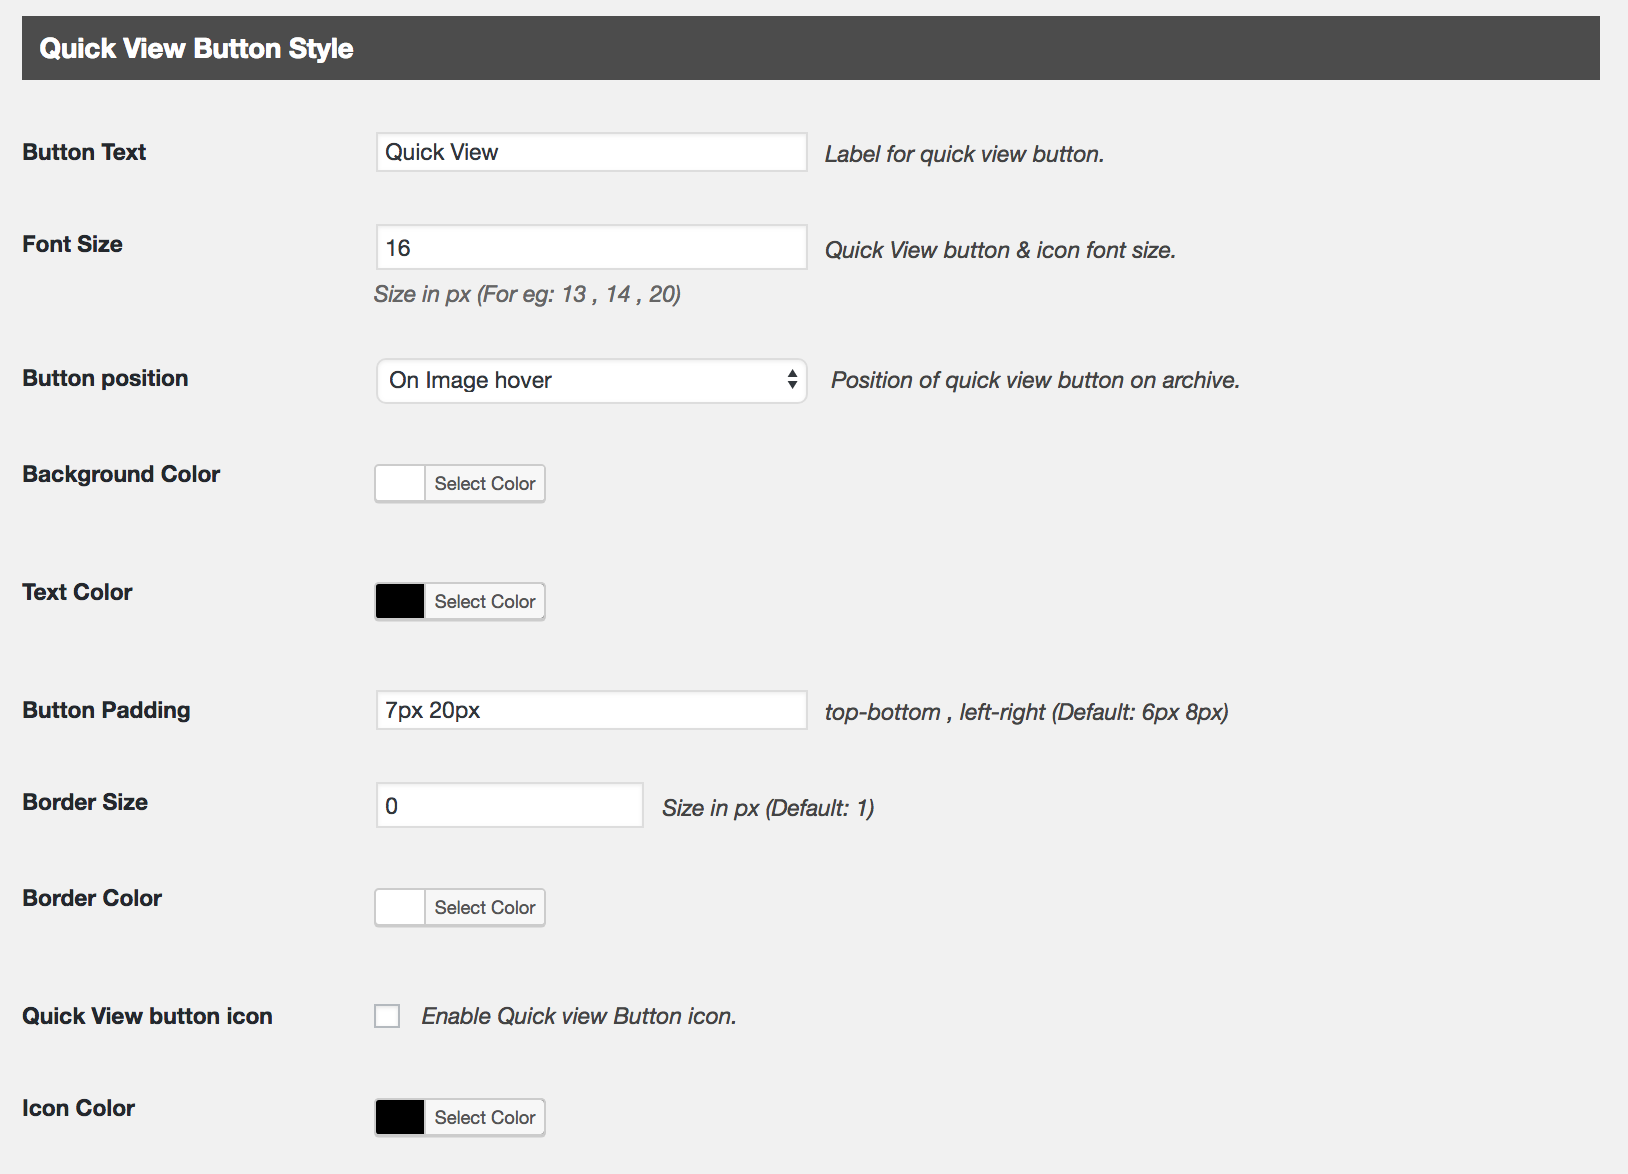 Quick View Button Style
Button Text Quick View Label for quick view button.
Font Size 16 Quick View button & icon font size.
Size in px (For eg: 13 , 14 , 20)
Button position On Image hover Position of quick view button on archive.
Background Color Select Color
Text Color Select Color
Button Padding 7px 20px top-bottom , left-right (Default: 6px 8px)
Border Size 0 Size in px (Default: 1)
Border Color Select Color
Quick View button icon Enable Quick view Button icon.
Icon Color Select Color